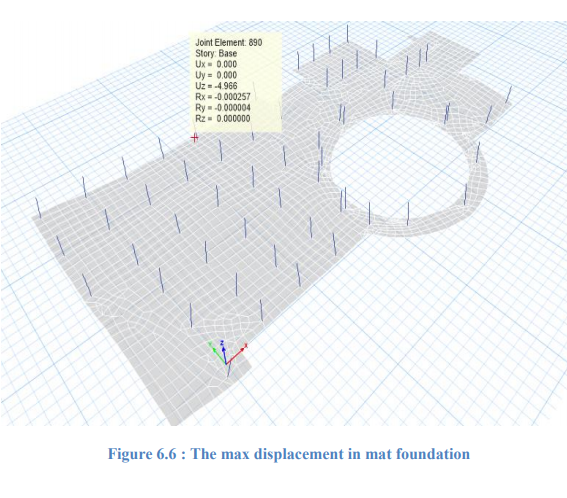 Joint Element: 890
Story: Base
Ux = 0.000
Uy = 0.000
Uz = -4.966
Rx = -0.000257
Ry = -0.000004
Rz = 0.000000
Z
X
Figure 6.6 : The max displacement in mat foundation